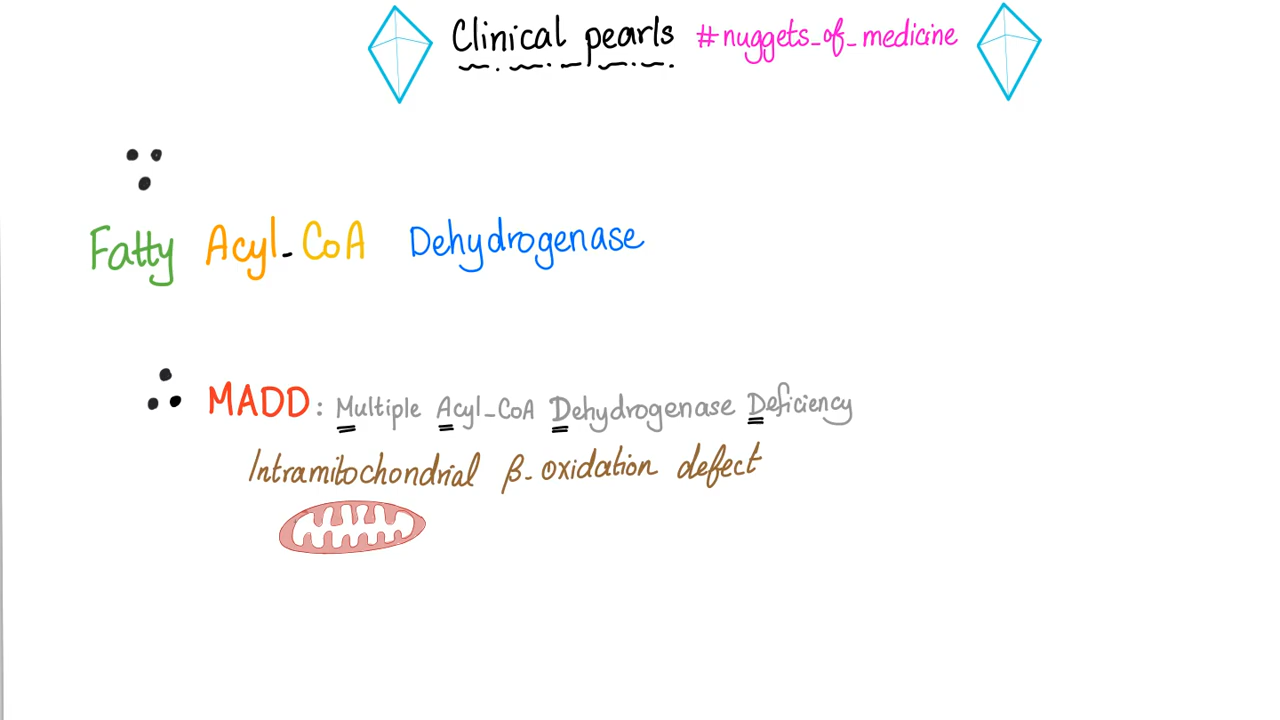 Clinical pearls #nuggets_of_medicine
∵
Fatty Acyl-CoA Dehydrogenase
∴ MADD: Multiple Acyl-CoA Dehydrogenase Deficiency
Intramitochondrial β-oxidation defect